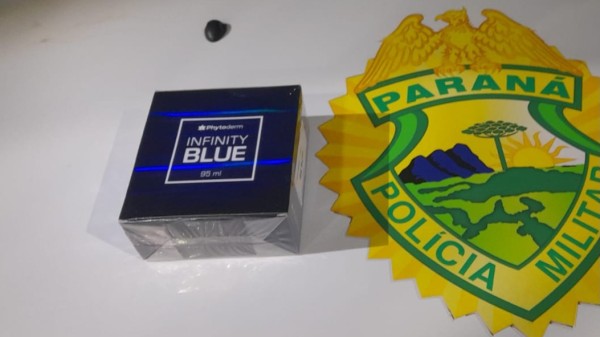 Phytoderm
INFINITY
BLUE
95 ml
PARANÁ
POLÍCIA
MILITAR